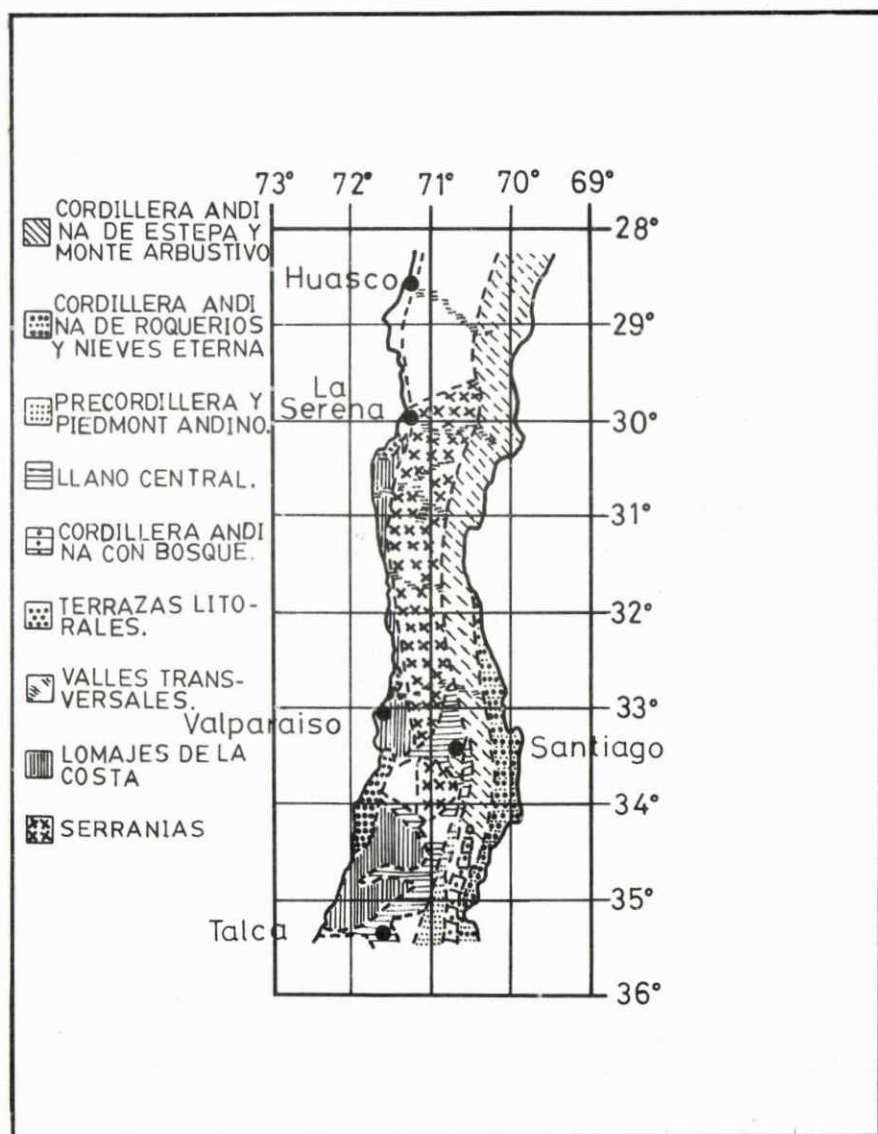 73° 72° 71° 70° 69°
CORDILLERA ANDI
NA DE ESTEPA Y
MONTE ARBUSTIVO
CORDILLERA ANDI
NA DE ROQUERIOS
Y NIEVES ETERNA
PRECORDILLERA Y
PIEDMONT ANDINO.
LLANO CENTRAL.
CORDILLERA ANDI
NA CON BOSQUE.
TERRAZAS LITO-
RALES.
VALLES TRANS-
VERSALES.
LOMAJES DE LA
COSTA
SERRANIAS
Huasco
La
Serena
Valparaiso
Santiago
Talca
28°
29°
30°
31°
32°
33°
34°
35°
36°